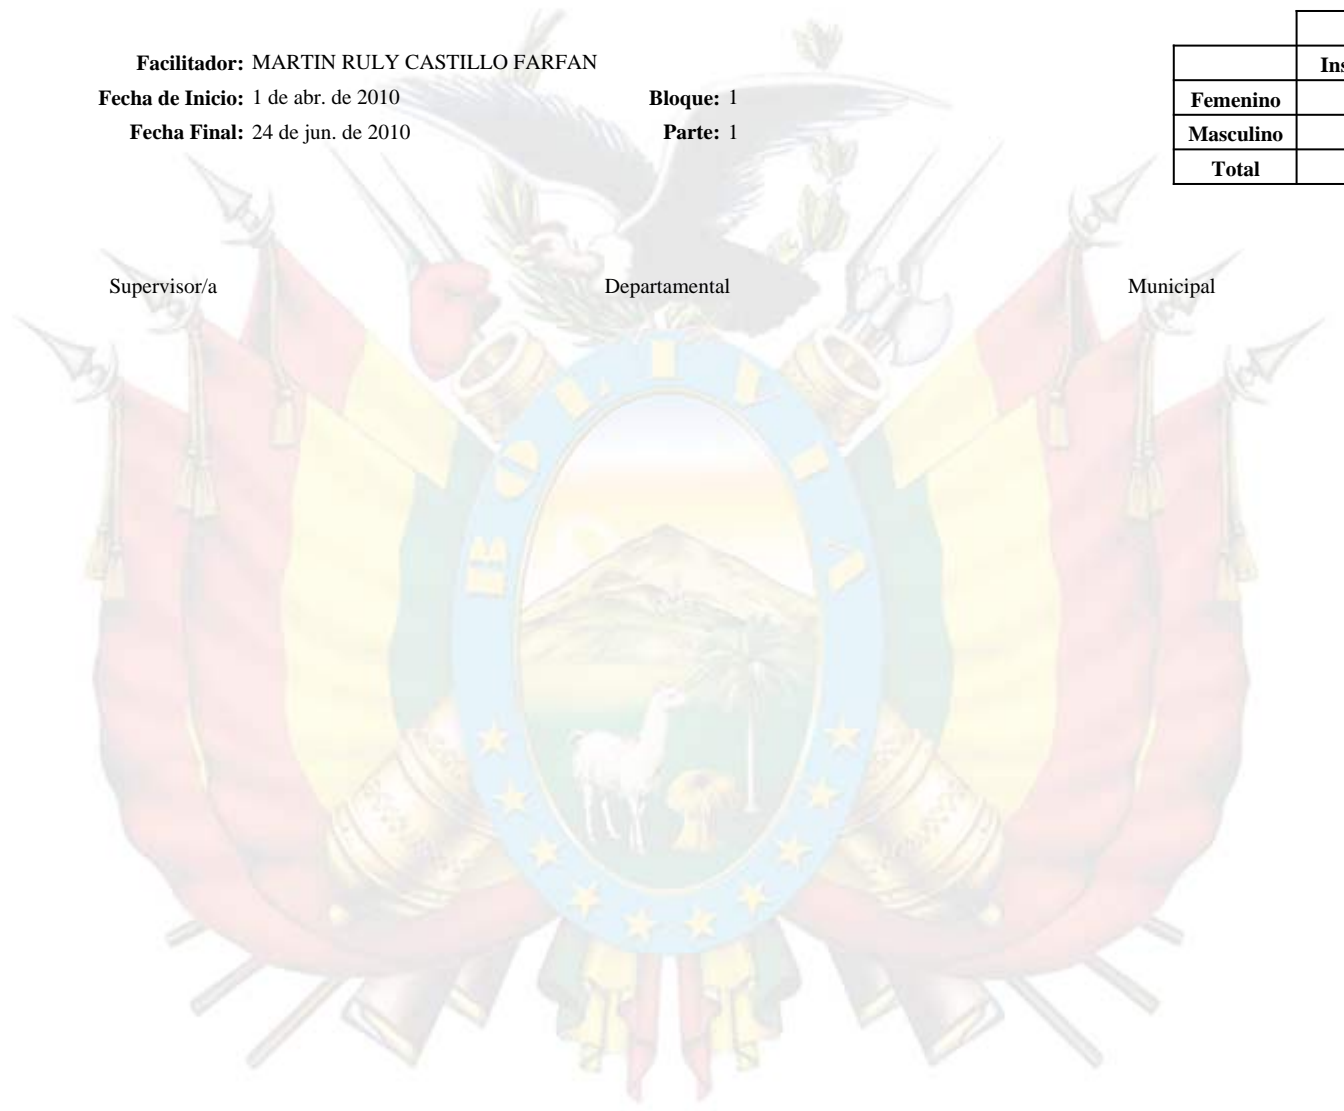 Facilitador: MARTIN RULY CASTILLO FARFAN
Fecha de Inicio: 1 de abr. de 2010 Bloque: 1
Fecha Final: 24 de jun. de 2010 Parte: 1
Femenino
Masculino
Total
Supervisor/a Departamental Municipal
BOLIVIA